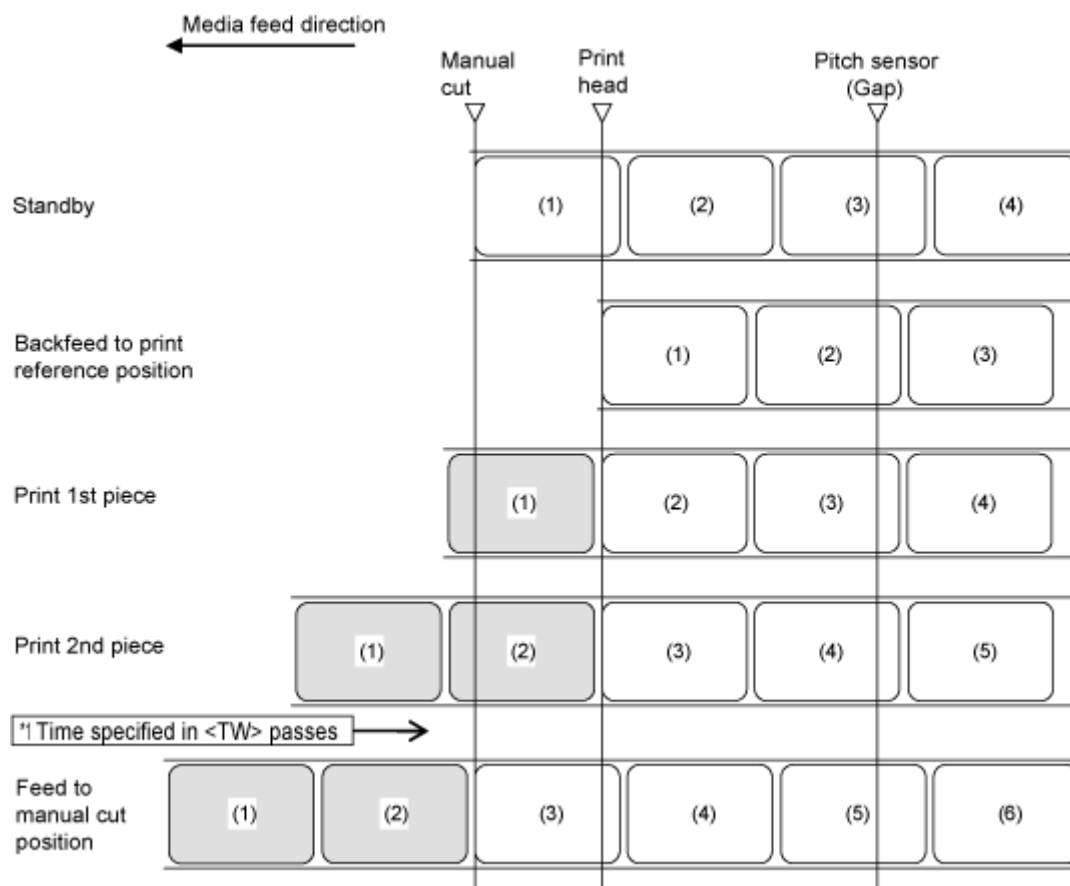 Media feed direction
Manual
cut
Print
head
Pitch sensor
(Gap)
Standby
(1)
(2)
(3)
(4)
Backfeed to print
reference position
(1)
(2)
(3)
Print 1st piece
(1)
(2)
(3)
(4)
Print 2nd piece
(1)
(2)
(3)
(4)
(5)
*1 Time specified in <TW> passes
Feed to
manual cut
position
(1)
(2)
(3)
(4)
(5)
(6)